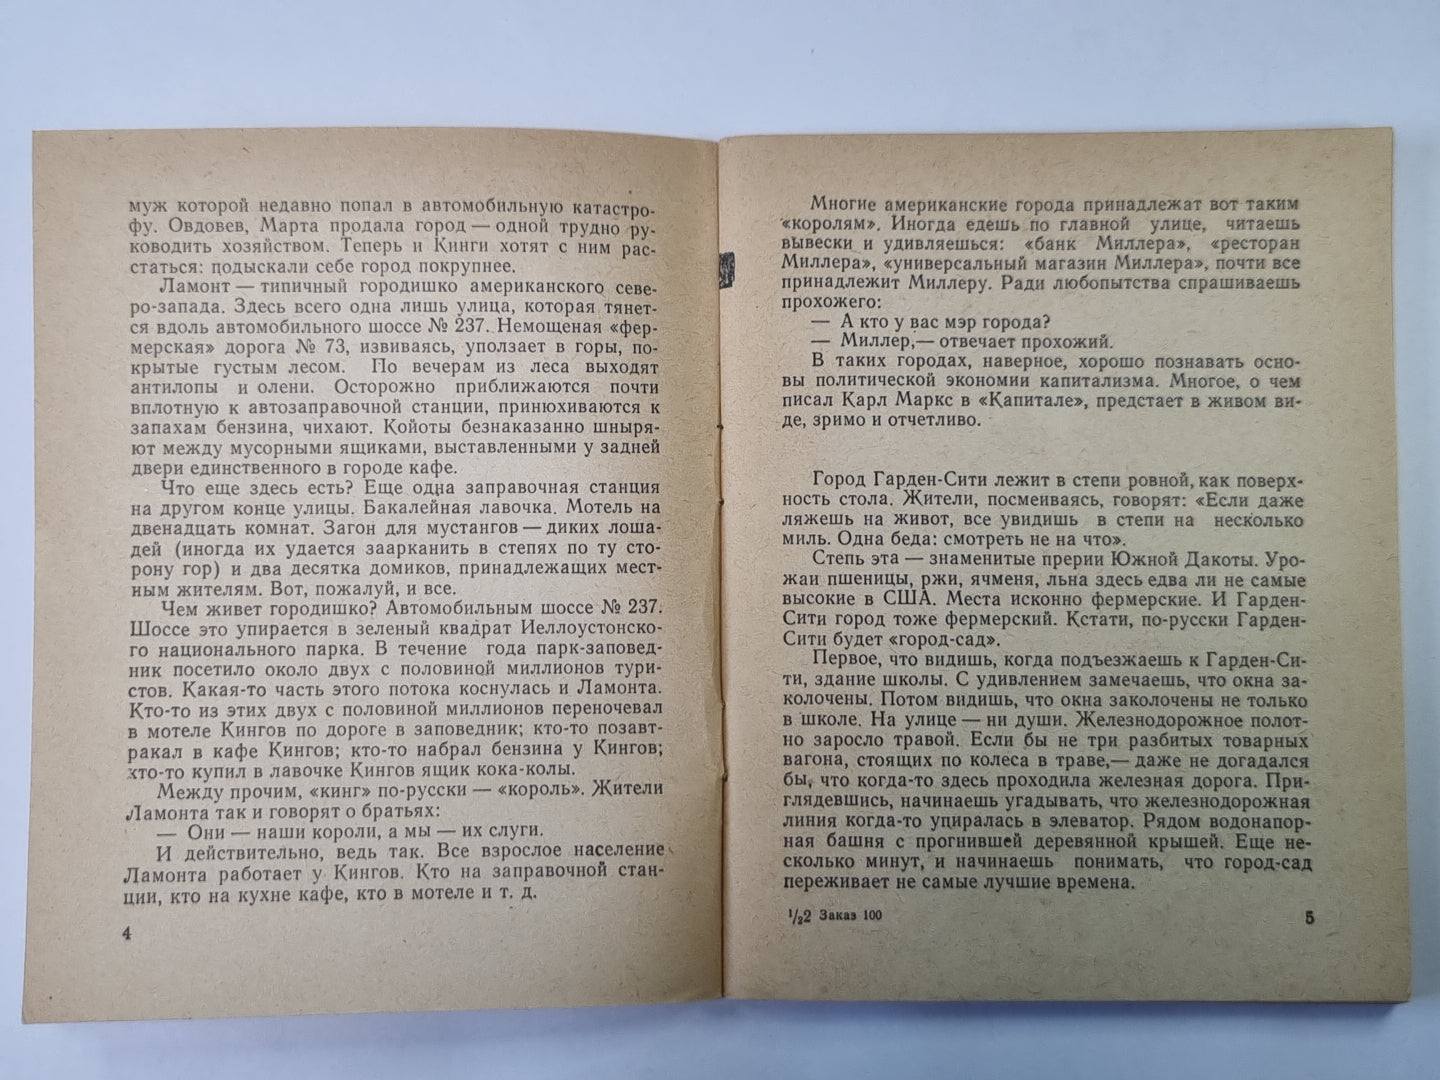 муж которой недавно попал в автомобильную катастро-
фу. Овдовев, Марта продала город — одной трудно ру-
ководить хозяйством. Теперь и Кинги хотят с ним рас-
статься: подыскали себе город покрупнее.
Ламонт — типичный городишко американского севе-
ро-запада. Здесь всего одна лишь улица, которая тянет-
ся вдоль автомобильного шоссе № 237. Немощеная «фер-
мерская» дорога № 73, извиваясь, уползает в горы, по-
крытые густым лесом. По вечерам из леса выходят
антилопы и олени. Осторожно приближаются почти
вплотную к автозаправочной станции, принюхиваются к
запахам бензина, чихают. Койоты безнаказанно шныря-
ют между мусорными ящиками, выставленными у задней
двери единственного в городе кафе.
Что еще здесь есть? Еще одна заправочная станция
на другом конце улицы. Бакалейная лавочка. Мотель на
двенадцать комнат. Загон для мустангов — диких лоша-
дей (иногда их удается заарканить в степях по ту сто-
рону гор) и два десятка домиков, принадлежащих мест-
ным жителям. Вот, пожалуй, и все.
Чем живет городишко? Автомобильным шоссе № 237.
Шоссе это упирается в зеленый квадрат Иеллоустонско-
го национального парка. В течение года парк-заповед-
ник посетило около двух с половиной миллионов тури-
стов. Какая-то часть этого потока коснулась и Ламонта.
Кто-то из этих двух с половиной миллионов переночевал
в мотеле Кингов по дороге в заповедник; кто-то позавт-
ракал в кафе Кингов; кто-то набрал бензина у Кингов;
кто-то купил в лавочке Кингов ящик кока-колы.
Между прочим, «кинг» по-русски — «король». Жители
Ламонта так и говорят о братьях:
— Они — наши короли, а мы — их слуги.
И действительно, ведь так. Все взрослое население
Ламонта работает у Кингов. Кто на заправочной стан-
ции, кто на кухне кафе, кто в мотеле и т. д.
4
Многие американские города принадлежат вот таким
«королям». Иногда едешь по главной улице, читаешь
вывески и удивляешься: «банк Миллера», «ресторан
Миллера», «универсальный магазин Миллера», почти все
принадлежит Миллеру. Ради любопытства спрашиваешь
прохожего:
— А кто у вас мэр города?
— Миллер,— отвечает прохожий.
В таких городах, наверное, хорошо познавать осно-
вы политической экономии капитализма. Многое, о чем
писал Карл Маркс в «Капитале», предстает в живом ви-
де, зримо и отчетливо.
Город Гарден-Сити лежит в степи ровной, как поверх-
ность стола. Жители, посмеиваясь, говорят: «Если даже
ляжешь на живот, все увидишь в степи на несколько
миль. Одна беда: смотреть не на что».
Степь эта — знаменитые прерии Южной Дакоты. Уро-
жаи пшеницы, ржи, ячменя, льна здесь едва ли не самые
высокие в США. Места исконно фермерские. И Гарден-
Сити город тоже фермерский. Кстати, по-русски Гарден-
Сити будет «город-сад».
Первое, что видишь, когда подъезжаешь к Гарден-Си-
ти, здание школы. С удивлением замечаешь, что окна за-
колочены. Потом видишь, что окна заколочены не только
в школе. На улице — ни души. Железнодорожное полот-
но заросло травой. Если бы не три разбитых товарных
вагона, стоящих по колеса в траве,— даже не догадался
бы, что когда-то здесь проходила железная дорога. При-
глядевшись, начинаешь угадывать, что железнодорожная
линия когда-то упиралась в элеватор. Рядом водонапор-
ная башня с прогнившей деревянной крышей. Еще не-
сколько минут, и начинаешь понимать, что город-сад
переживает не самые лучшие времена.
½2 Заказ 100
5